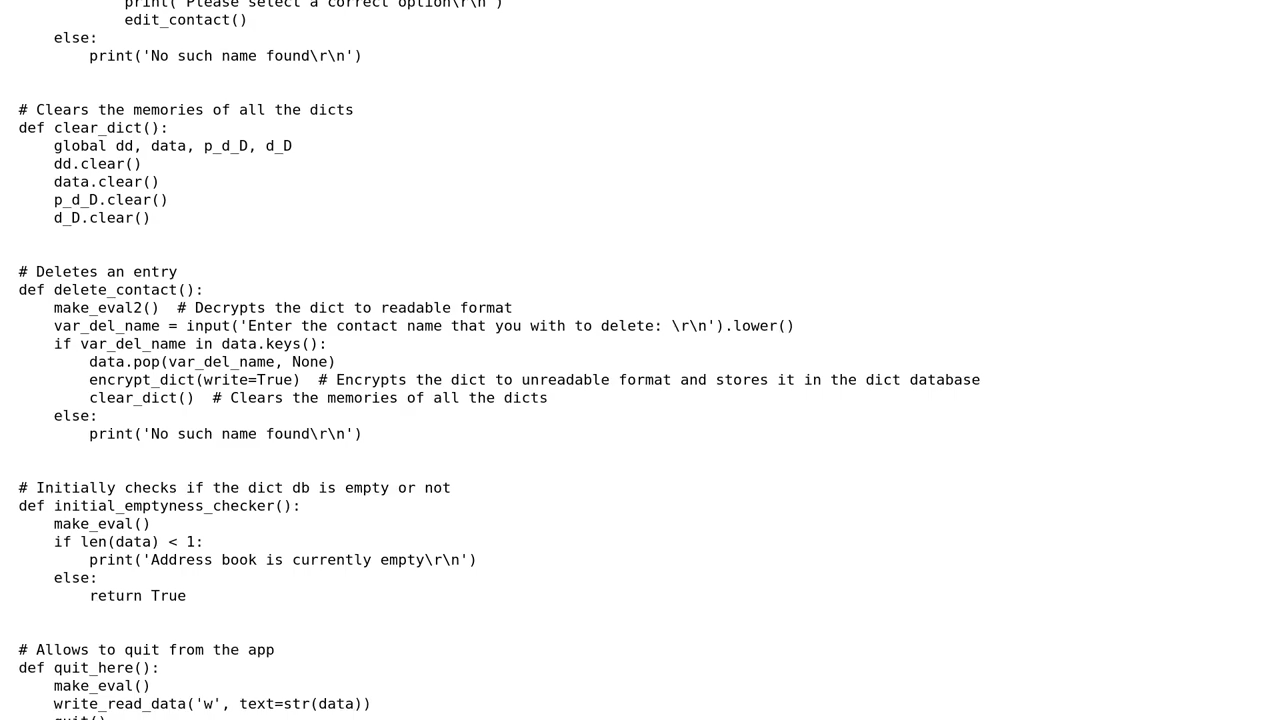 print('Please select a correct option\r\n')
                edit_contact()
        else:
            print('No such name found\r\n')


    # Clears the memories of all the dicts
    def clear_dict():
        global dd, data, p_d_D, d_D
        dd.clear()
        data.clear()
        p_d_D.clear()
        d_D.clear()


    # Deletes an entry
    def delete_contact():
        make_eval2()  # Decrypts the dict to readable format
        var_del_name = input('Enter the contact name that you with to delete: \r\n').lower()
        if var_del_name in data.keys():
            data.pop(var_del_name, None)
            encrypt_dict(write=True)  # Encrypts the dict to unreadable format and stores it in the dict database
            clear_dict()  # Clears the memories of all the dicts
        else:
            print('No such name found\r\n')


    # Initially checks if the dict db is empty or not
    def initial_emptyness_checker():
        make_eval()
        if len(data) < 1:
            print('Address book is currently empty\r\n')
        else:
            return True


    # Allows to quit from the app
    def quit_here():
        make_eval()
        write_read_data('w', text=str(data))
        quit()